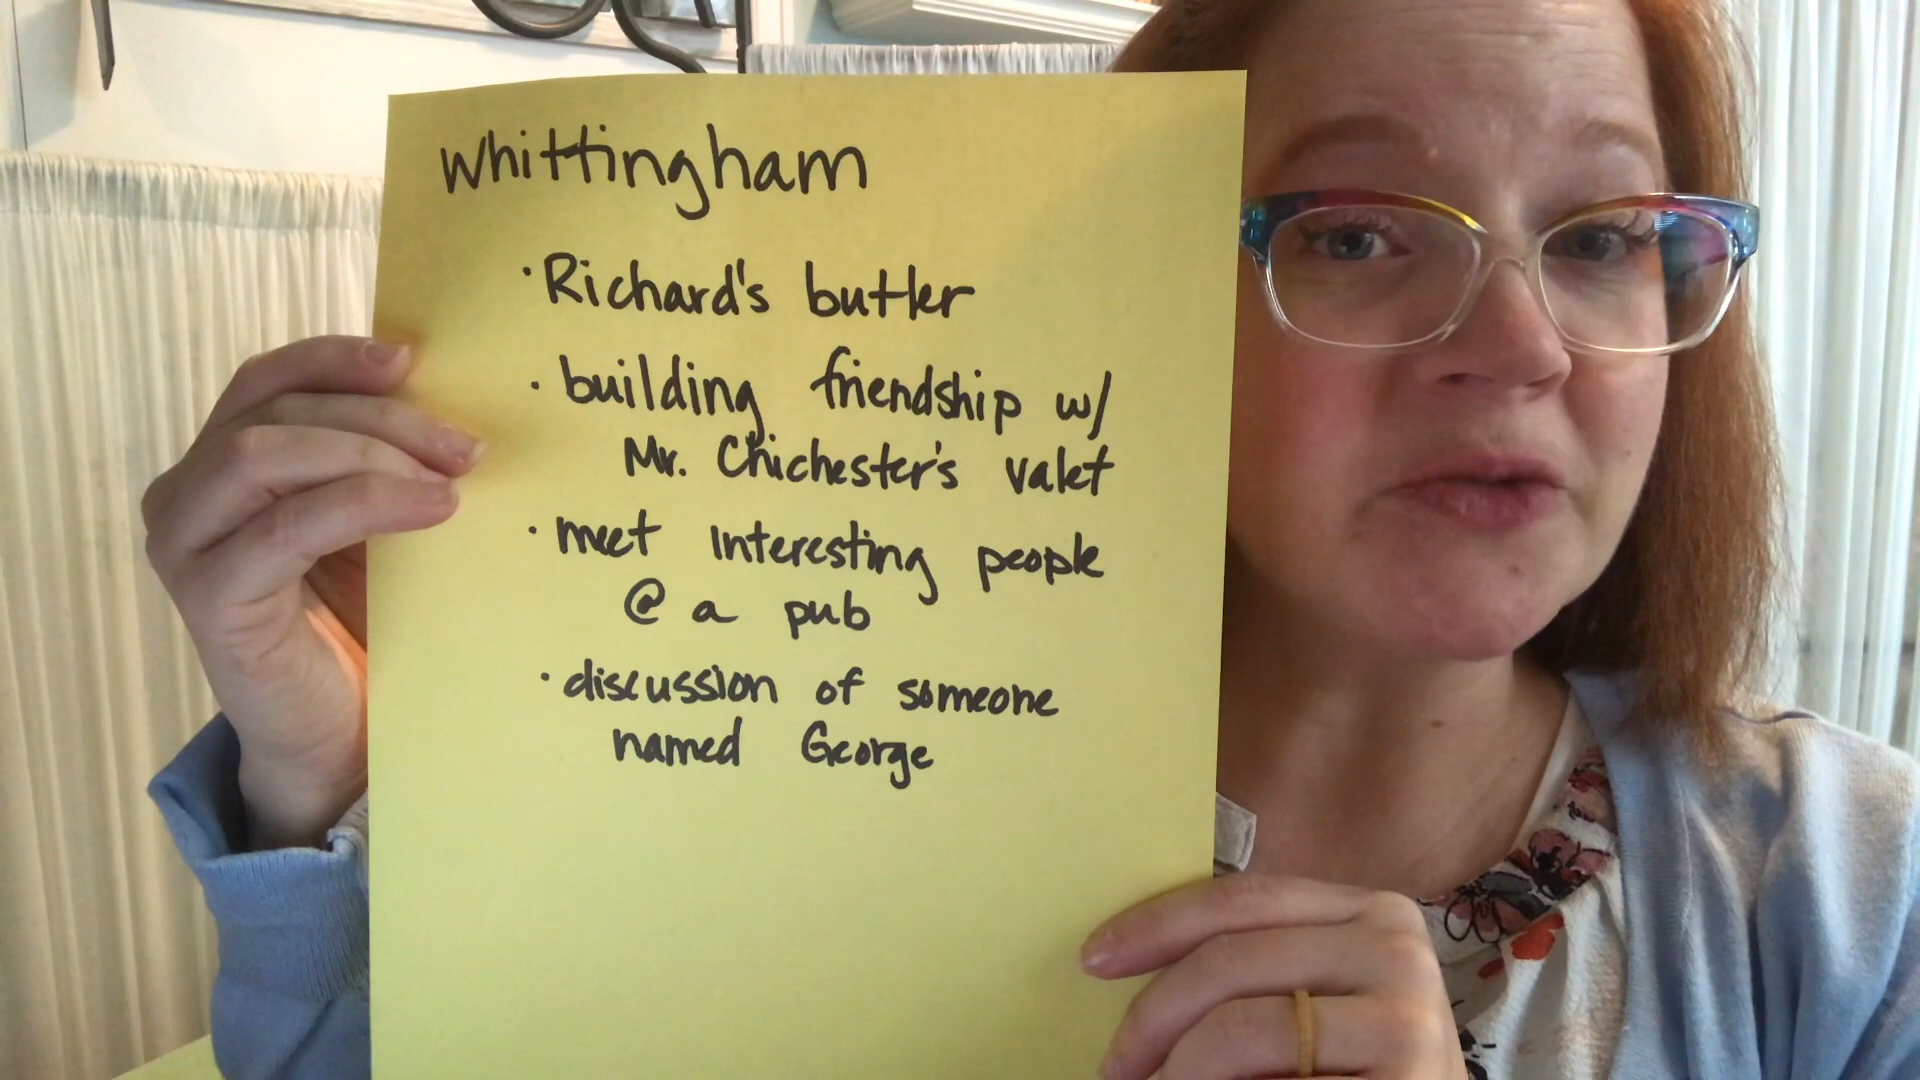 Whittingham
· Richard's butler
· building friendship w/
Mr. Chichester's valet
· meet interesting people
@ a pub
· discussion of someone
named George